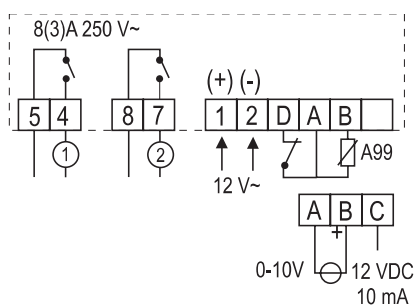 8(3)A 250 V~
(+) (-)
5 4 8 7 1 2 D A B
1 2 A99
12 V~
A B C
+
0-10V 12 VDC
10 mA